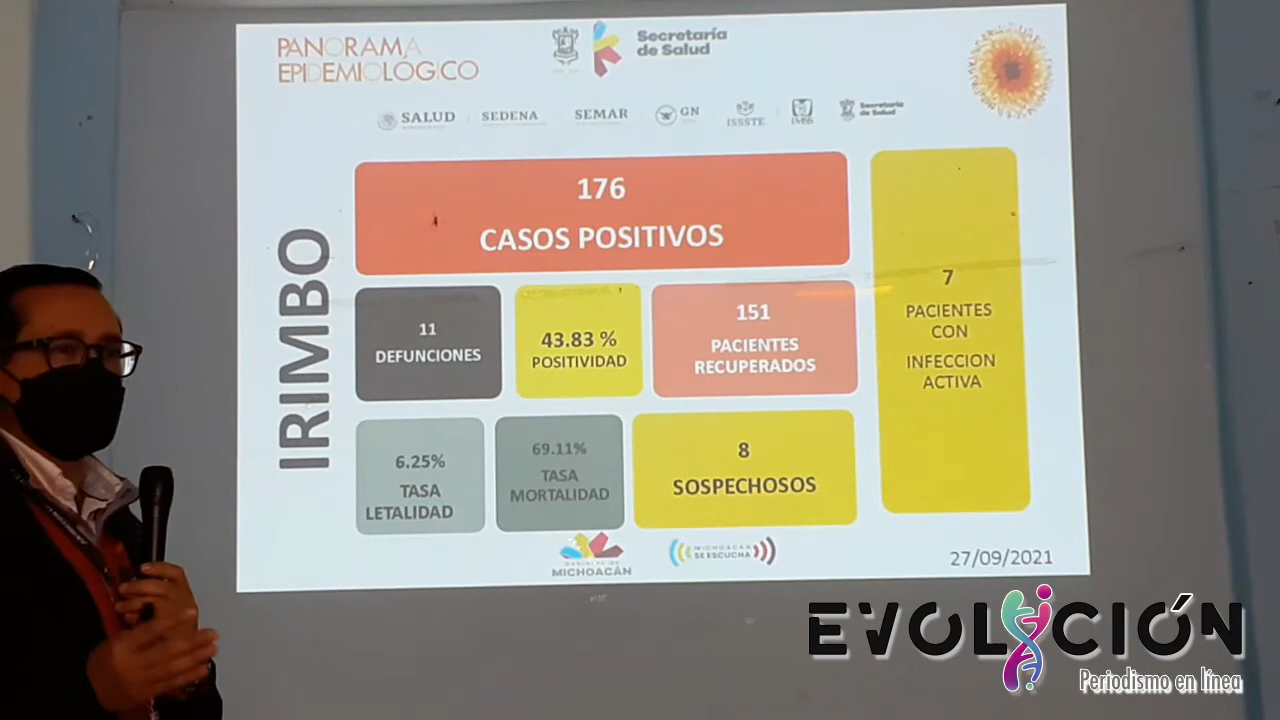 PANORAMA
EPIDEMIOLÓGICO
Secretaría
de Salud
SALUD
SEDENA
SEMAR
GN
ISSSTE
IMSS
Secretaría
de Salud
IRIMBO
176
CASOS POSITIVOS
7
PACIENTES
CON
INFECCION
ACTIVA
11
DEFUNCIONES
43.83 %
POSITIVIDAD
151
PACIENTES
RECUPERADOS
6.25%
TASA
LETALIDAD
69.11%
TASA
MORTALIDAD
8
SOSPECHOSOS
MICHOACÁN
MICHOACÁN
SE ESCUCHA
27/09/2021
EVOLUCIÓN
Periodismo en línea